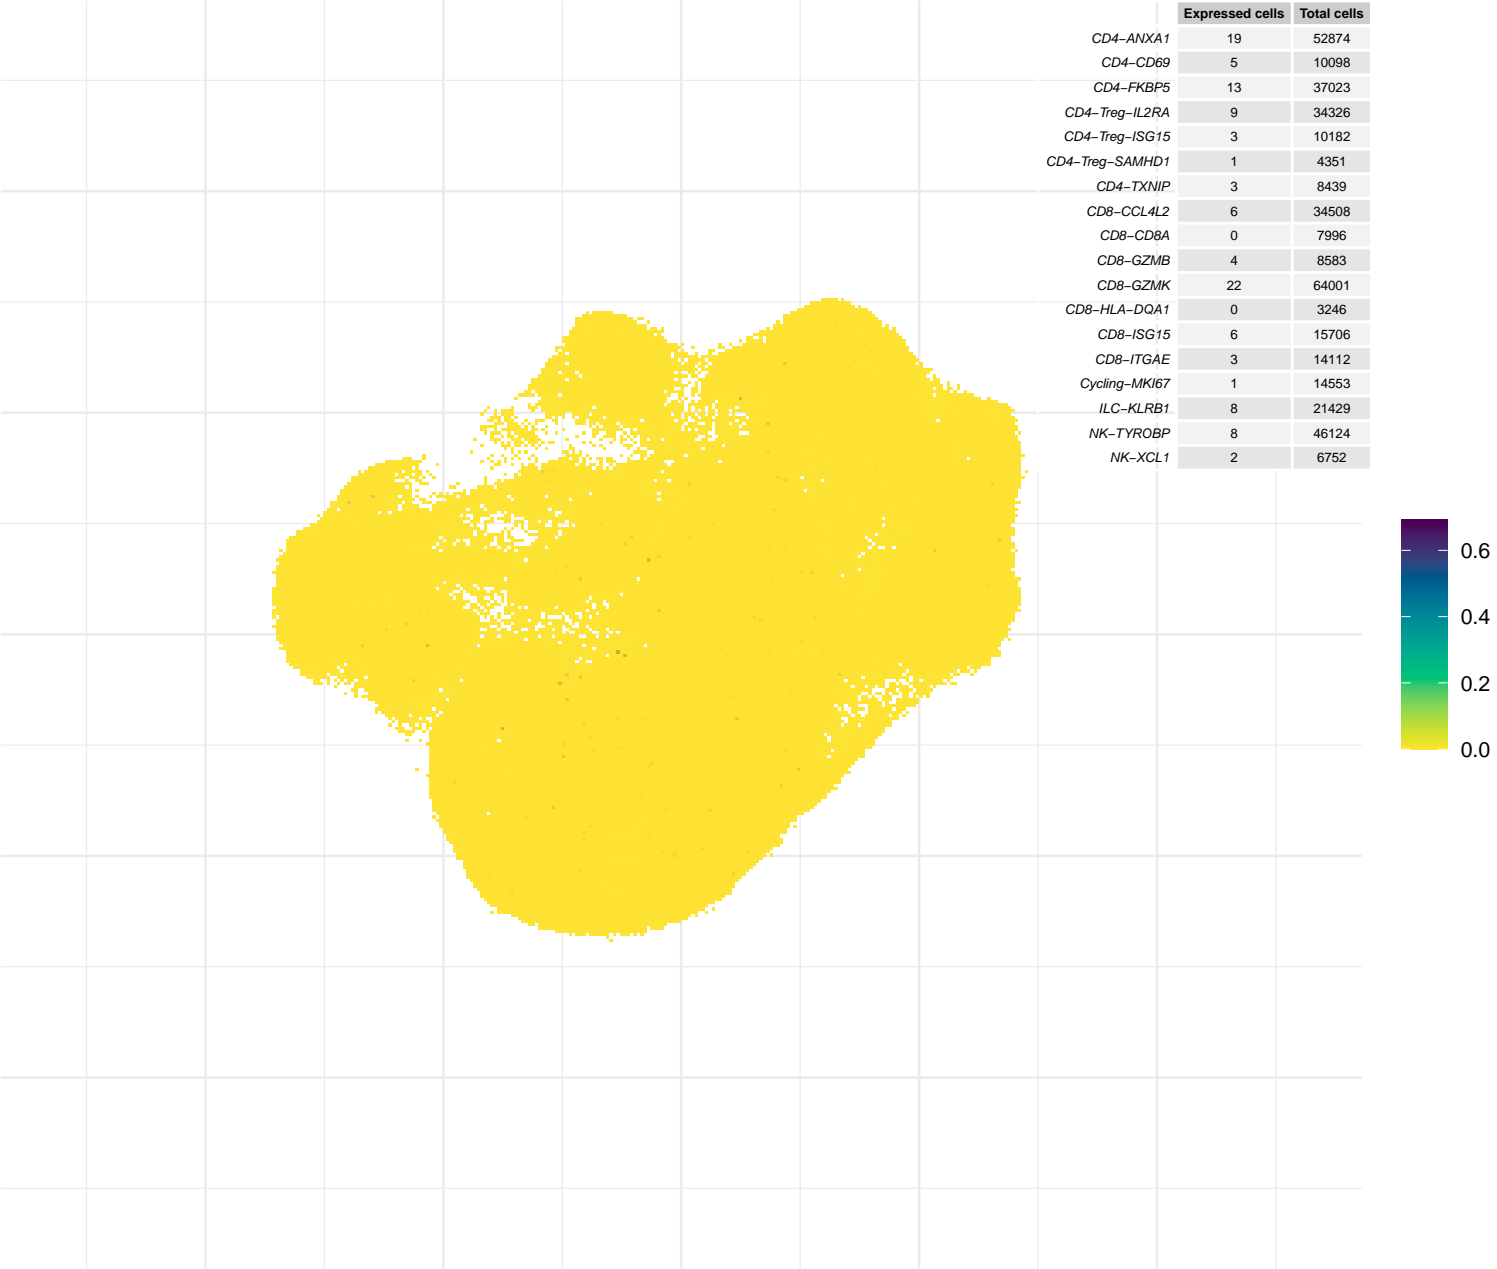 Expressed cells Total cells
CD4−ANXA1 19 52874
CD4−CD69 5 10098
CD4−FKBP5 13 37023
CD4−Treg−IL2RA 9 34326
CD4−Treg−ISG15 3 10182
CD4−Treg−SAMHD1 1 4351
CD4−TXNIP 3 8439
CD8−CCL4L2 6 34508
CD8−CD8A 0 7996
CD8−GZMB 4 8583
CD8−GZMK 22 64001
CD8−HLA−DQA1 0 3246
CD8−ISG15 6 15706
CD8−ITGAE 3 14112
Cycling−MKI67 1 14553
ILC−KLRB1 8 21429
NK−TYROBP 8 46124
NK−XCL1 2 6752
0.6
0.4
0.2
0.0